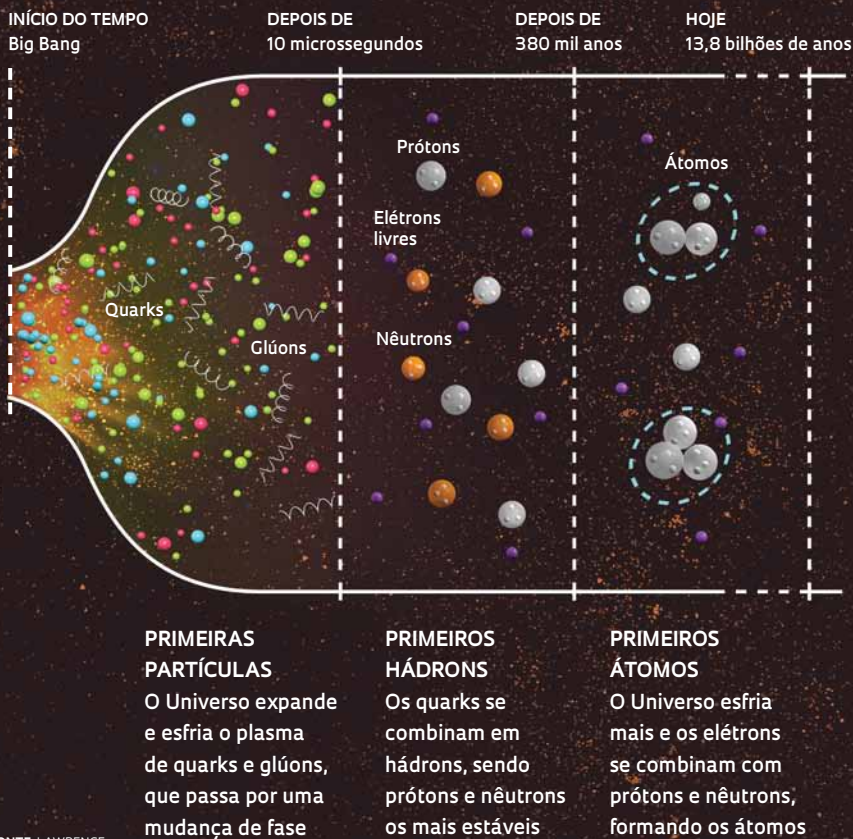 INÍCIO DO TEMPO
Big Bang
DEPOIS DE
10 microssegundos
DEPOIS DE
380 mil anos
HOJE
13,8 bilhões de anos
Quarks
Glúons
Prótons
Elétrons
livres
Nêutrons
Átomos
PRIMEIRAS
PARTÍCULAS
O Universo expande
e esfria o plasma
de quarks e glúons,
que passa por uma
mudança de fase
PRIMEIROS
HÁDRONS
Os quarks se
combinam em
hádrons, sendo
prótons e nêutrons
os mais estáveis
PRIMEIROS
ÁTOMOS
O Universo esfria
mais e os elétrons
se combinam com
prótons e nêutrons,
formando os átomos